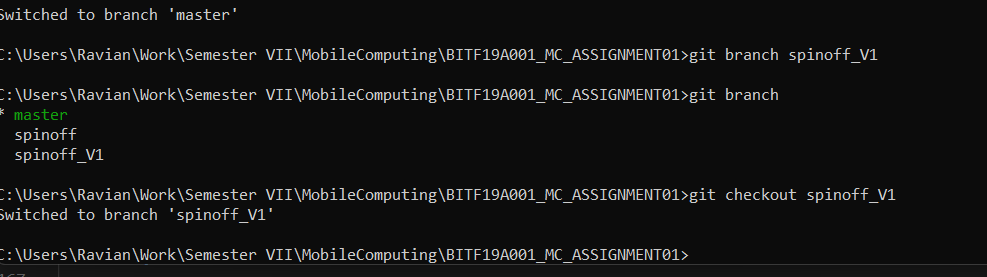 Switched to branch 'master'
C:\Users\Ravian\Work\Semester VII\MobileComputing\BITF19A001_MC_ASSIGNMENT01>git branch spinoff_V1
C:\Users\Ravian\Work\Semester VII\MobileComputing\BITF19A001_MC_ASSIGNMENT01>git branch
* master
spinoff
spinoff_V1
C:\Users\Ravian\Work\Semester VII\MobileComputing\BITF19A001_MC_ASSIGNMENT01>git checkout spinoff_V1
Switched to branch 'spinoff_V1'
C:\Users\Ravian\Work\Semester VII\MobileComputing\BITF19A001_MC_ASSIGNMENT01>